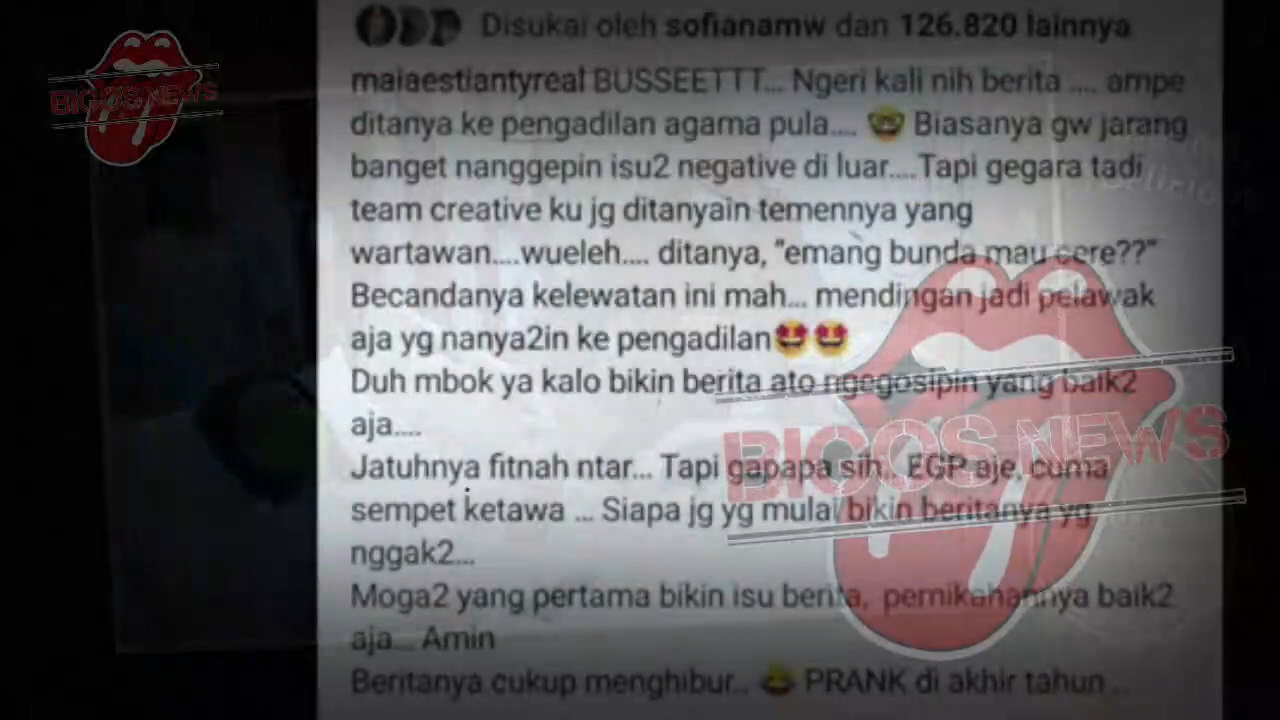 Disukai oleh sofianamw dan 126.820 lainnya
maiaestiantyreal BUSSEETTT... Ngeri kali nih berita .... ampe
ditanya ke pengadilan agama pula.... 🤓 Biasanya gw jarang
banget nanggepin isu2 negative di luar....Tapi gegara tadi
team creative ku jg ditanyain temennya yang
wartawan....wueleh.... ditanya, "emang bunda mau cere??"
Becandanya kelewatan ini mah... mendingan jadi pelawak
aja yg nanya2in ke pengadilan🤩🤩
Duh mbok ya kalo bikin berita ato ngegosipin yang baik2
aja....
Jatuhnya fitnah ntar... Tapi gapapa sih.. EGP aje, cuma
sempet ketawa ... Siapa jg yg mulai bikin beritanya yg
nggak2...
Moga2 yang pertama bikin isu berita, pernikahannya baik2
aja... Amin
Beritanya cukup menghibur.. 😂 PRANK di akhir tahun ..
BIGOS NEWS
BIGOS NEWS